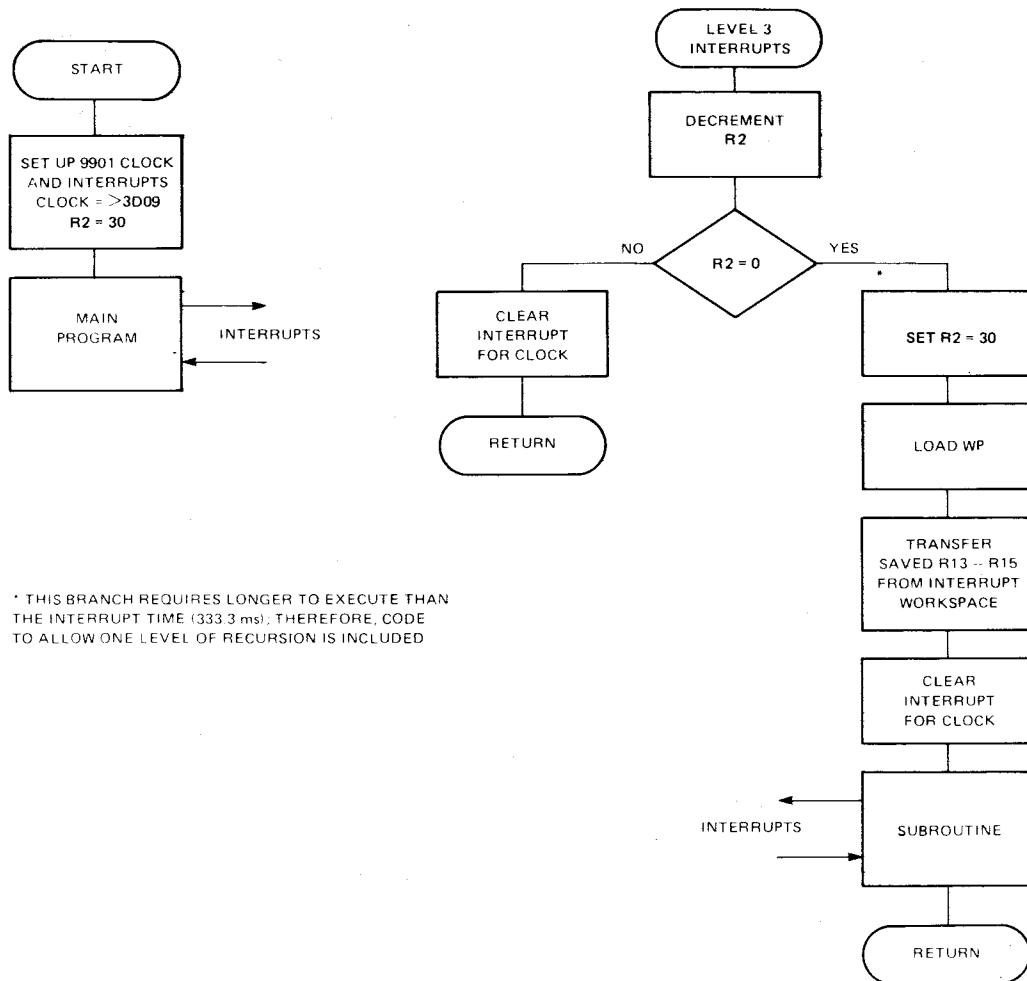 START
SET UP 9901 CLOCK
AND INTERRUPTS
CLOCK = >3D09
R2 = 30
MAIN
PROGRAM
INTERRUPTS
LEVEL 3
INTERRUPTS
DECREMENT
R2
R2 = 0
NO
YES
*
CLEAR
INTERRUPT
FOR CLOCK
RETURN
SET R2 = 30
LOAD WP
TRANSFER
SAVED R13 -- R15
FROM INTERRUPT
WORKSPACE
CLEAR
INTERRUPT
FOR CLOCK
INTERRUPTS
SUBROUTINE
RETURN
* THIS BRANCH REQUIRES LONGER TO EXECUTE THAN
THE INTERRUPT TIME (333.3 ms); THEREFORE, CODE
TO ALLOW ONE LEVEL OF RECURSION IS INCLUDED